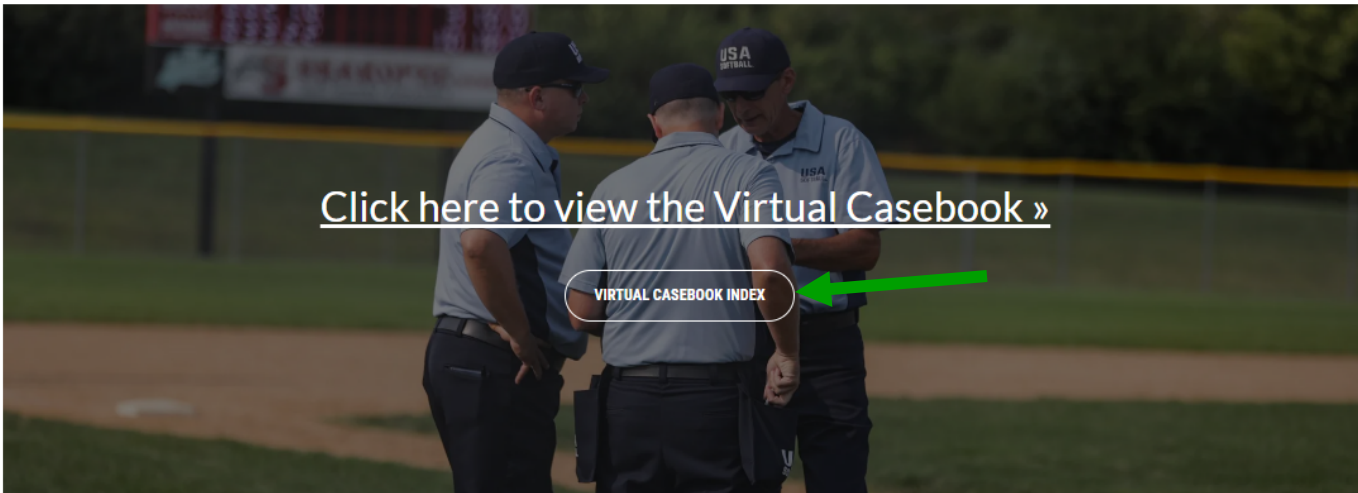 USA
SOFTBALL.
USA
Click here to view the Virtual Casebook »
VIRTUAL CASEBOOK INDEX